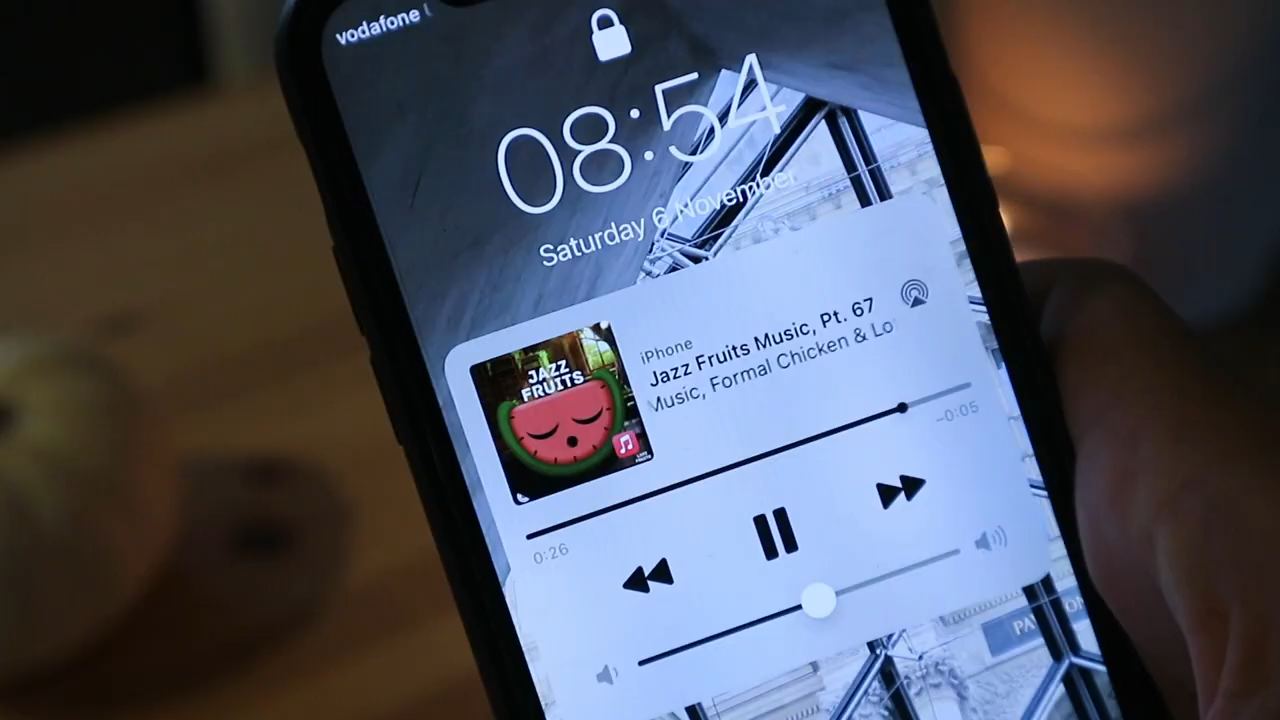 vodafone
08:54
Saturday 6 November
iPhone
Jazz Fruits Music, Pt. 67
Music, Formal Chicken & Lo
JAZZ
FRUITS
-0:05
0:26